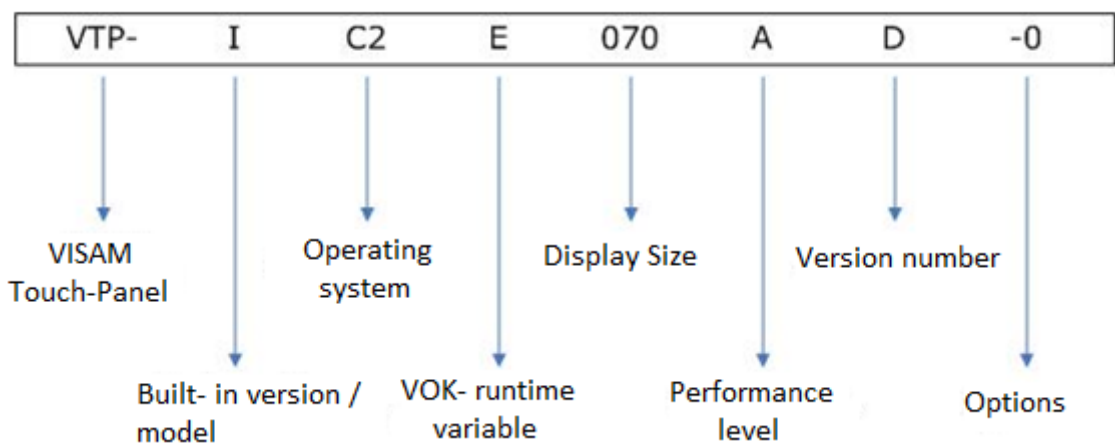 VTP- I C2 E 070 A D -0
VISAM
Touch-Panel
Operating
system
Display Size
Version number
Built- in version /
model
VOK- runtime
variable
Performance
level
Options